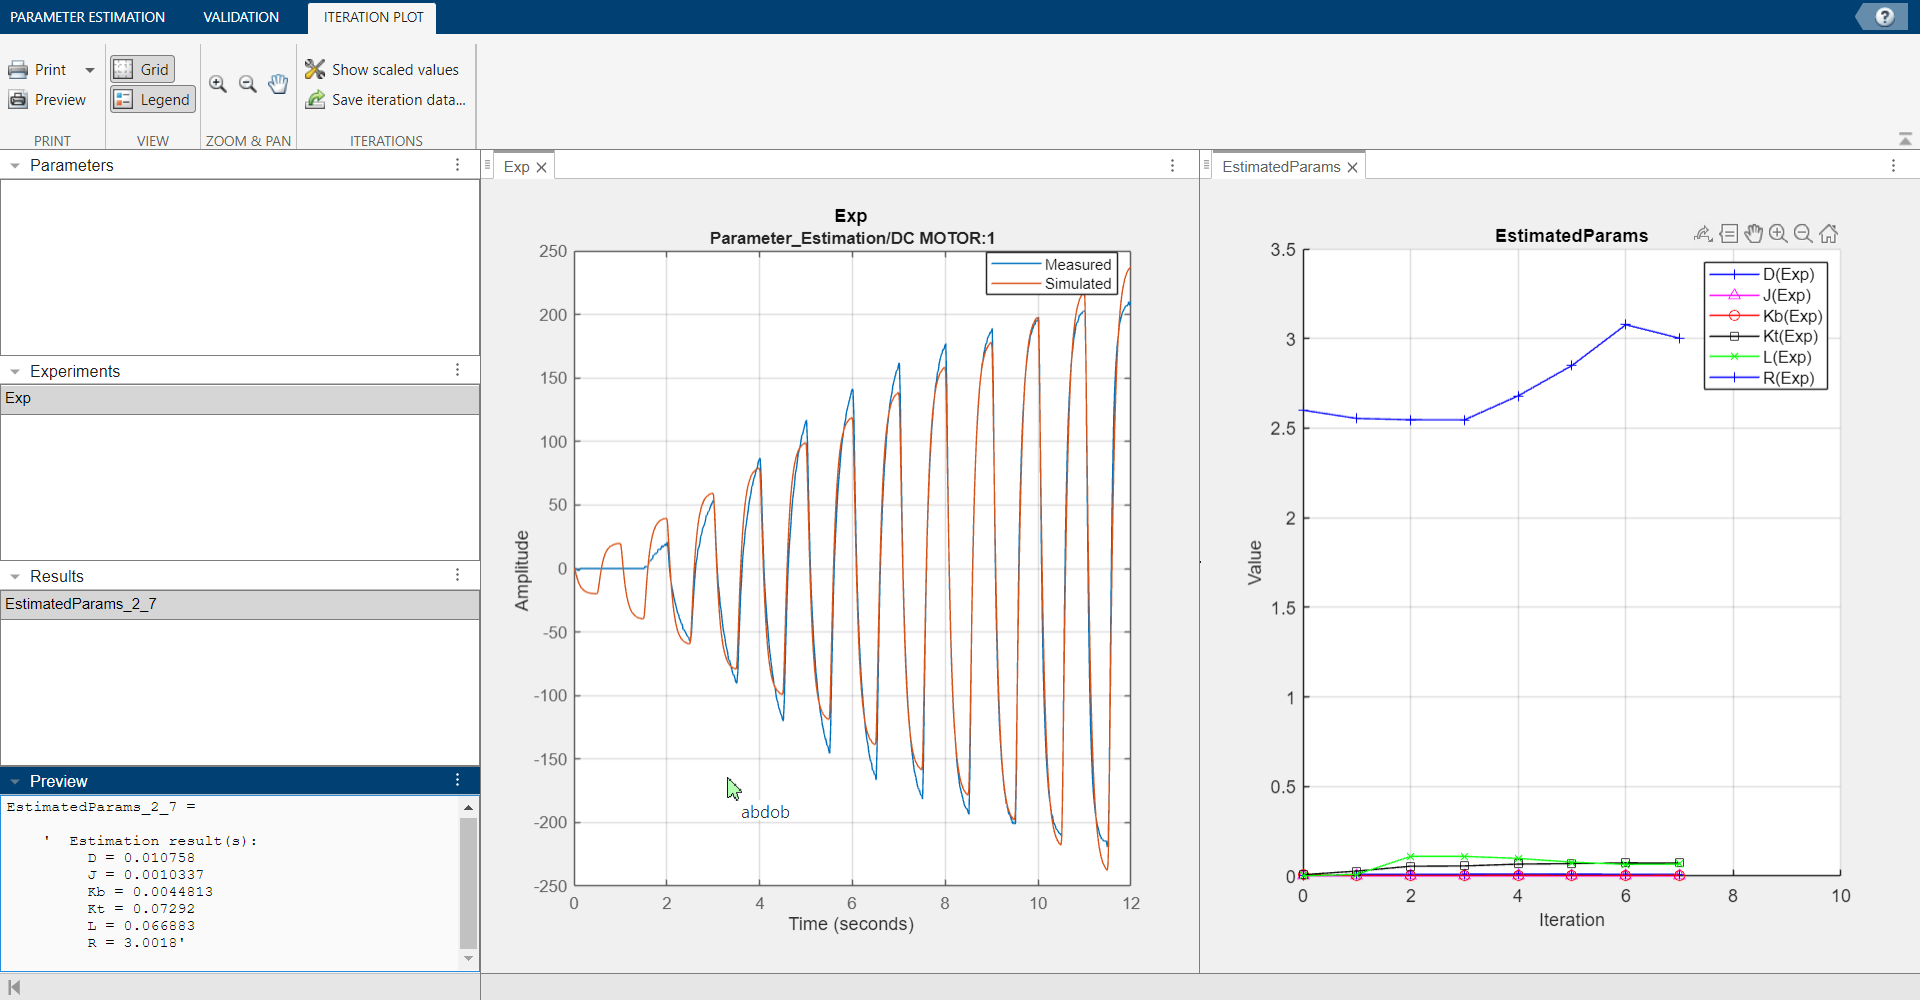 PARAMETER ESTIMATION
VALIDATION
ITERATION PLOT
?
Print
Preview
PRINT
Grid
Legend
VIEW
ZOOM & PAN
Show scaled values
Save iteration data...
ITERATIONS
Parameters
Experiments
Exp
Results
EstimatedParams_2_7
Preview
EstimatedParams_2_7 =
' Estimation result(s):
D = 0.010758
J = 0.0010337
Kb = 0.0044813
Kt = 0.07292
L = 0.066883
R = 3.0018'
Exp
Exp
Parameter_Estimation/DC MOTOR:1
Measured
Simulated
250
200
150
100
50
0
-50
-100
-150
-200
-250
Amplitude
0 2 4 6 8 10 12
Time (seconds)
abdob
EstimatedParams
EstimatedParams
D(Exp)
J(Exp)
Kb(Exp)
Kt(Exp)
L(Exp)
R(Exp)
3.5
3
2.5
2
1.5
1
0.5
0
Value
0 2 4 6 8 10
Iteration